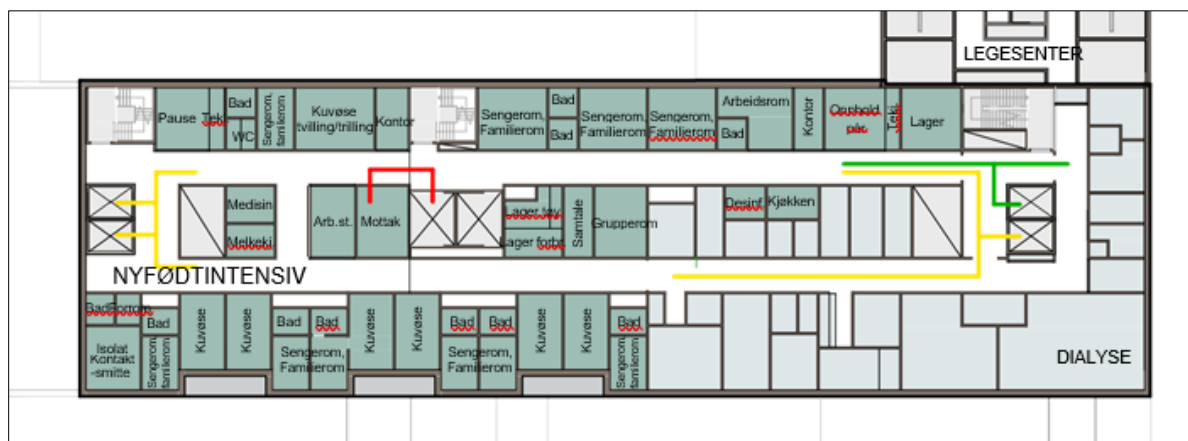 LEGESENTER
Pause
Tekn
Bad
WC
Sengerom,
familierom
Kuvøse
tvilling/trilling
Kontor
Sengerom,
Familierom
Bad
Bad
Sengerom,
Familierom
Sengerom,
Familierom
Arbeidsrom
Bad
Kontor
Opphold
pår.
Tekn
Lager
Medisin
Melkekj
Arb.st.
Mottak
Lager tøy
Lager forbr
Samtale
Grupperom
Desinf
Kjøkken
NYFØDTINTENSIV
Bad
Forrom
Isolat
Kontakt
-smitte
Bad
Sengerom,
familierom
Kuvøse
Kuvøse
Bad
Bad
Sengerom,
Familierom
Kuvøse
Kuvøse
Bad
Bad
Sengerom,
Familierom
Kuvøse
Kuvøse
Bad
Sengerom,
familierom
DIALYSE